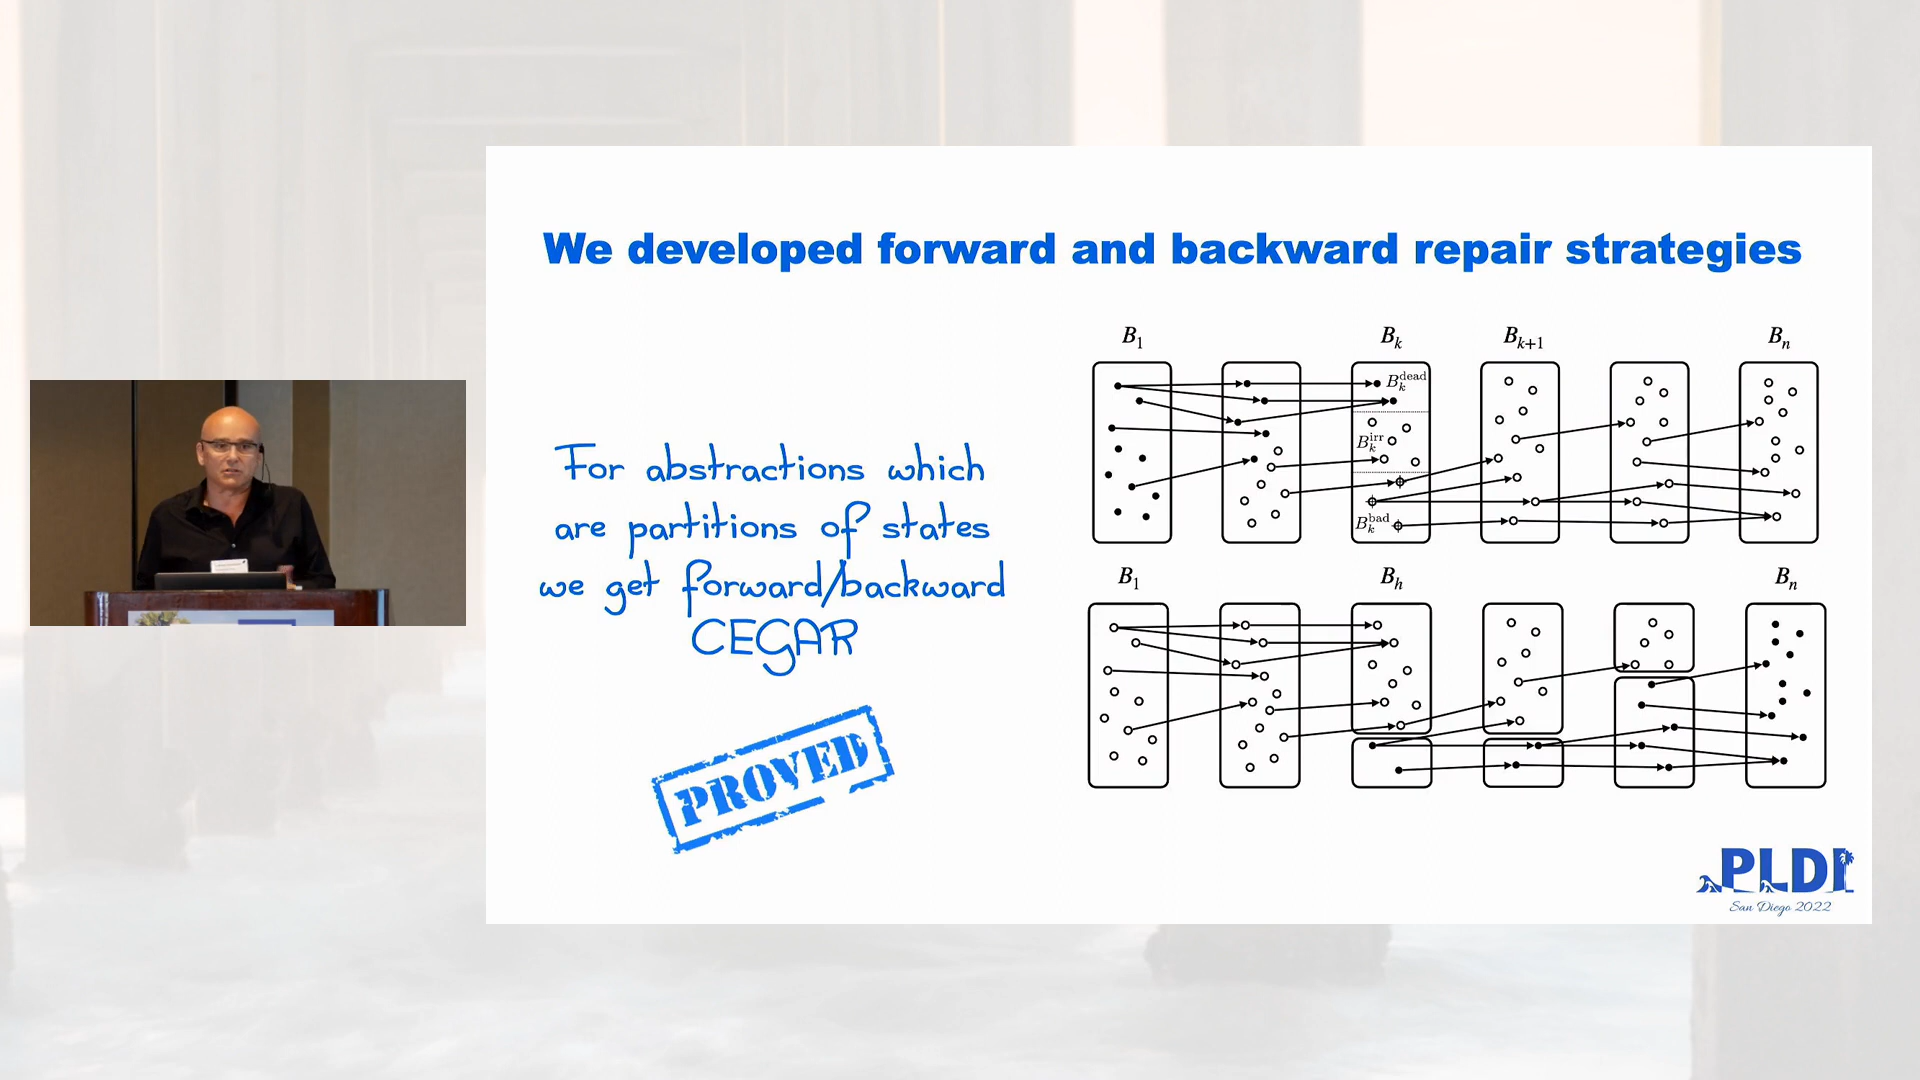 We developed forward and backward repair strategies
For abstractions which
are partitions of states
we get forward/backward
CEGAR
PROVED
B₁ Bₖ Bₖ₊₁ Bₙ
Bₖᵈᵉᵃᵈ
Bₖⁱʳʳ
Bₖᵇᵃᵈ
B₁ Bₕ Bₙ
PLDI
San Diego 2022